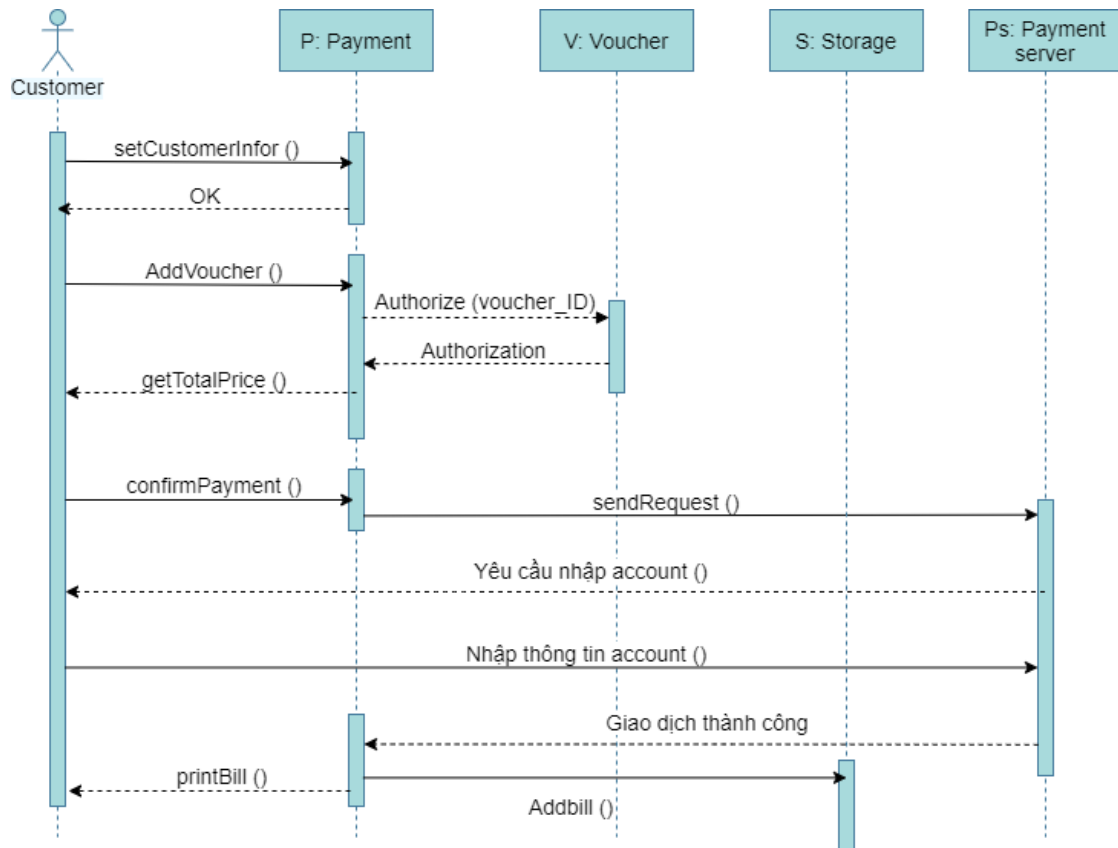 P: Payment
V: Voucher
S: Storage
Ps: Payment
server
Customer
setCustomerInfor ()
OK
AddVoucher ()
Authorize (voucher_ID)
Authorization
getTotalPrice ()
confirmPayment ()
sendRequest ()
Yêu cầu nhập account ()
Nhập thông tin account ()
Giao dịch thành công
printBill ()
Addbill ()